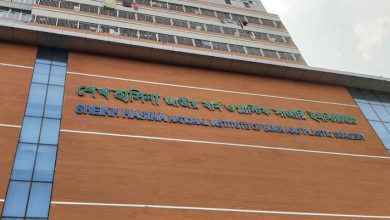 শেখ হাসিনা জাতীয় বার্ন ও প্লাস্টিক সার্জারি ইনস্টিটিউট
SHEIKH HASINA NATIONAL INSTITUTE OF BURN AND PLASTIC SURGERY